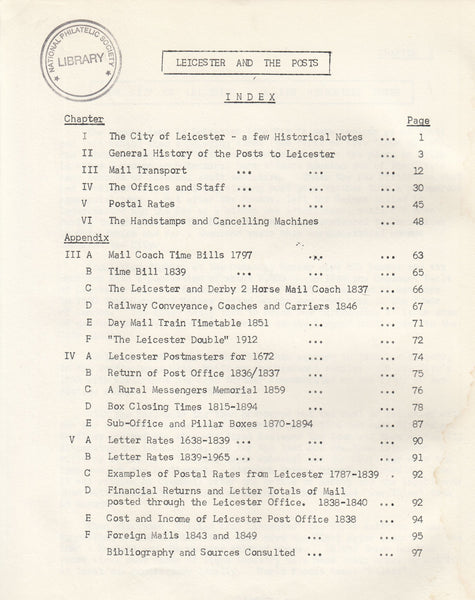 NATIONAL PHILATELIC SOCIETY
LIBRARY
LEICESTER AND THE POSTS
INDEX
Chapter Page
I The City of Leicester - a few Historical Notes ... 1
II General History of the Posts to Leicester ... 3
III Mail Transport ... ... ... 12
IV The Offices and Staff ... ... ... 30
V Postal Rates ... ... ... 45
VI The Handstamps and Cancelling Machines ... 48
Appendix
III A Mail Coach Time Bills 1797 ... ... 63
B Time Bill 1839 ... ... ... 65
C The Leicester and Derby 2 Horse Mail Coach 1837 ... 66
D Railway Conveyance, Coaches and Carriers 1846 ... 67
E Day Mail Train Timetable 1851 ... ... 71
F "The Leicester Double" 1912 ... ... 72
IV A Leicester Postmasters for 1672 ... ... 74
B Return of Post Office 1836/1837 ... ... 75
C A Rural Messengers Memorial 1859 ... ... 76
D Box Closing Times 1815-1894 ... ... 78
E Sub-Office and Pillar Boxes 1870-1894 ... 87
V A Letter Rates 1638-1839 ... ... ... 90
B Letter Rates 1839-1965 ... ... ... 91
C Examples of Postal Rates from Leicester 1787-1839 . 92
D Financial Returns and Letter Totals of Mail
posted through the Leicester Office. 1838-1840 ... 92
E Cost and Income of Leicester Post Office 1838 ... 94
F Foreign Mails 1843 and 1849 ... ... 95
Bibliography and Sources Consulted ... ... 97